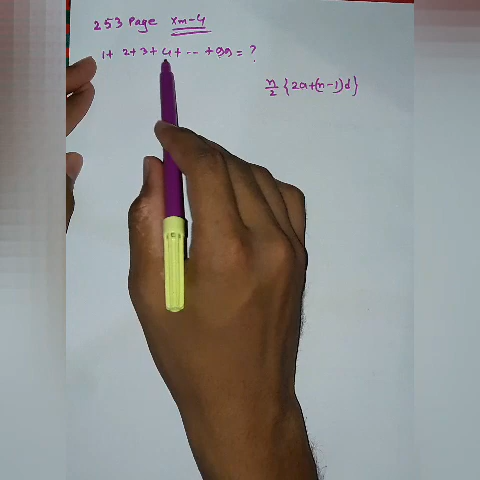 253 Page Xm-4
1+ 2+3+4+--- +99 = ?
n/2 {2a+(n-1)d}